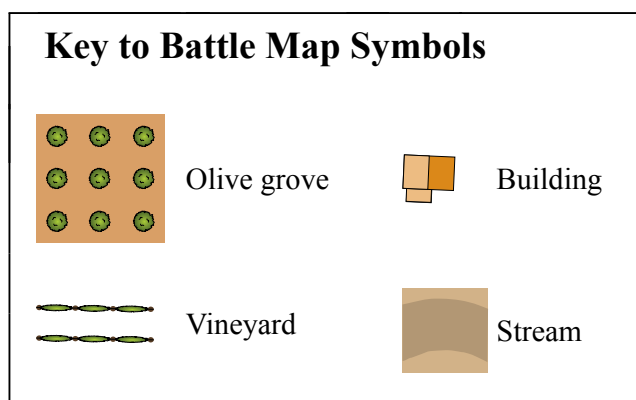 Key to Battle Map Symbols
Olive grove
Building
Vineyard
Stream